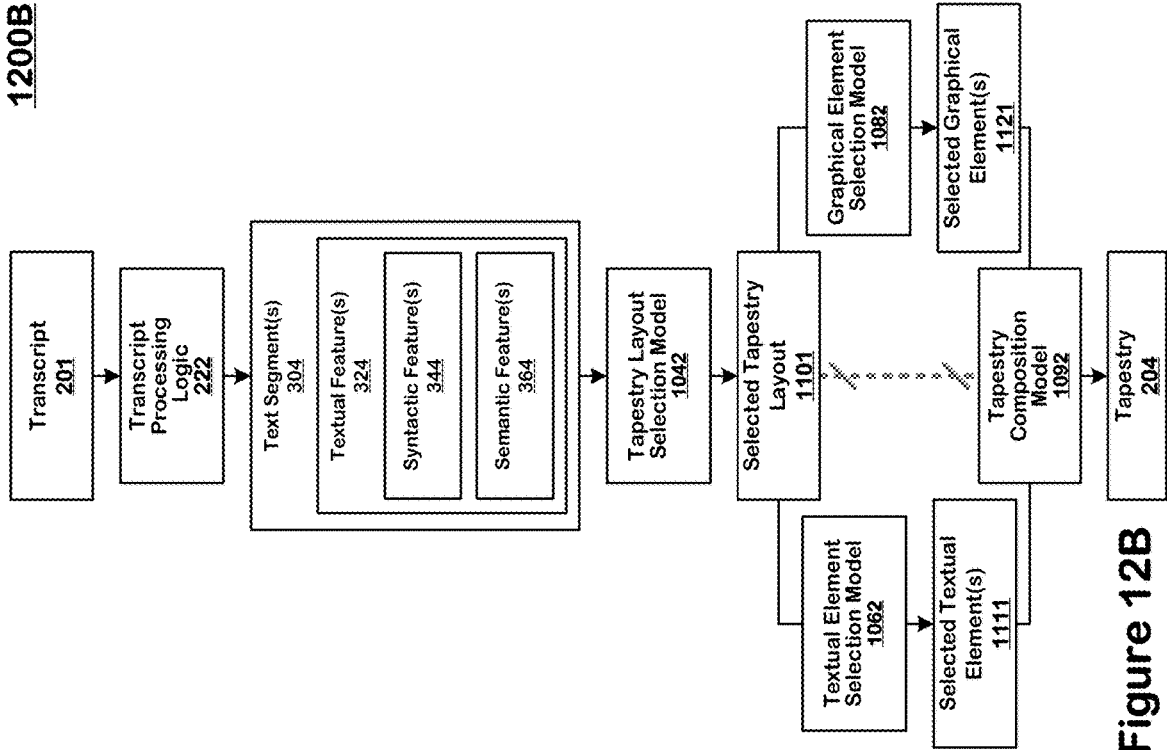 1200B
Transcript
201
Transcript
Processing
Logic
222
Text Segment(s)
304
Textual Feature(s)
324
Syntactic Feature(s)
344
Semantic Feature(s)
364
Tapestry Layout
Selection Model
1042
Selected Tapestry
Layout
1101
Textual Element
Selection Model
1062
Selected Textual
Element(s)
1111
Graphical Element
Selection Model
1082
Selected Graphical
Element(s)
1121
Tapestry
Composition
Model
1092
Tapestry
204
Figure 12B